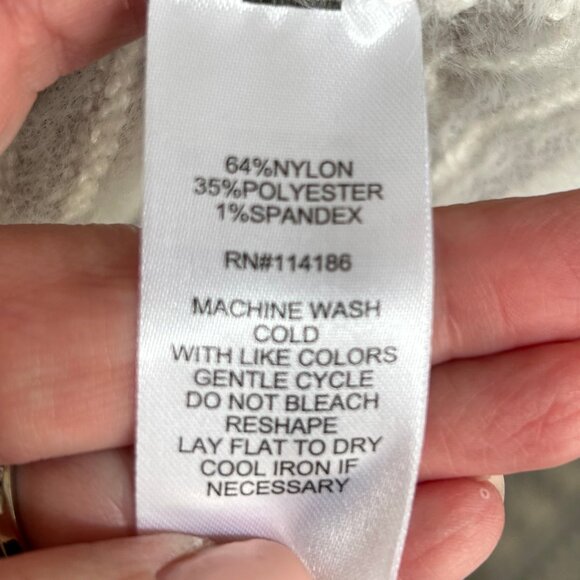 64%NYLON
35%POLYESTER
1%SPANDEX
RN#114186
MACHINE WASH
COLD
WITH LIKE COLORS
GENTLE CYCLE
DO NOT BLEACH
RESHAPE
LAY FLAT TO DRY
COOL IRON IF
NECESSARY